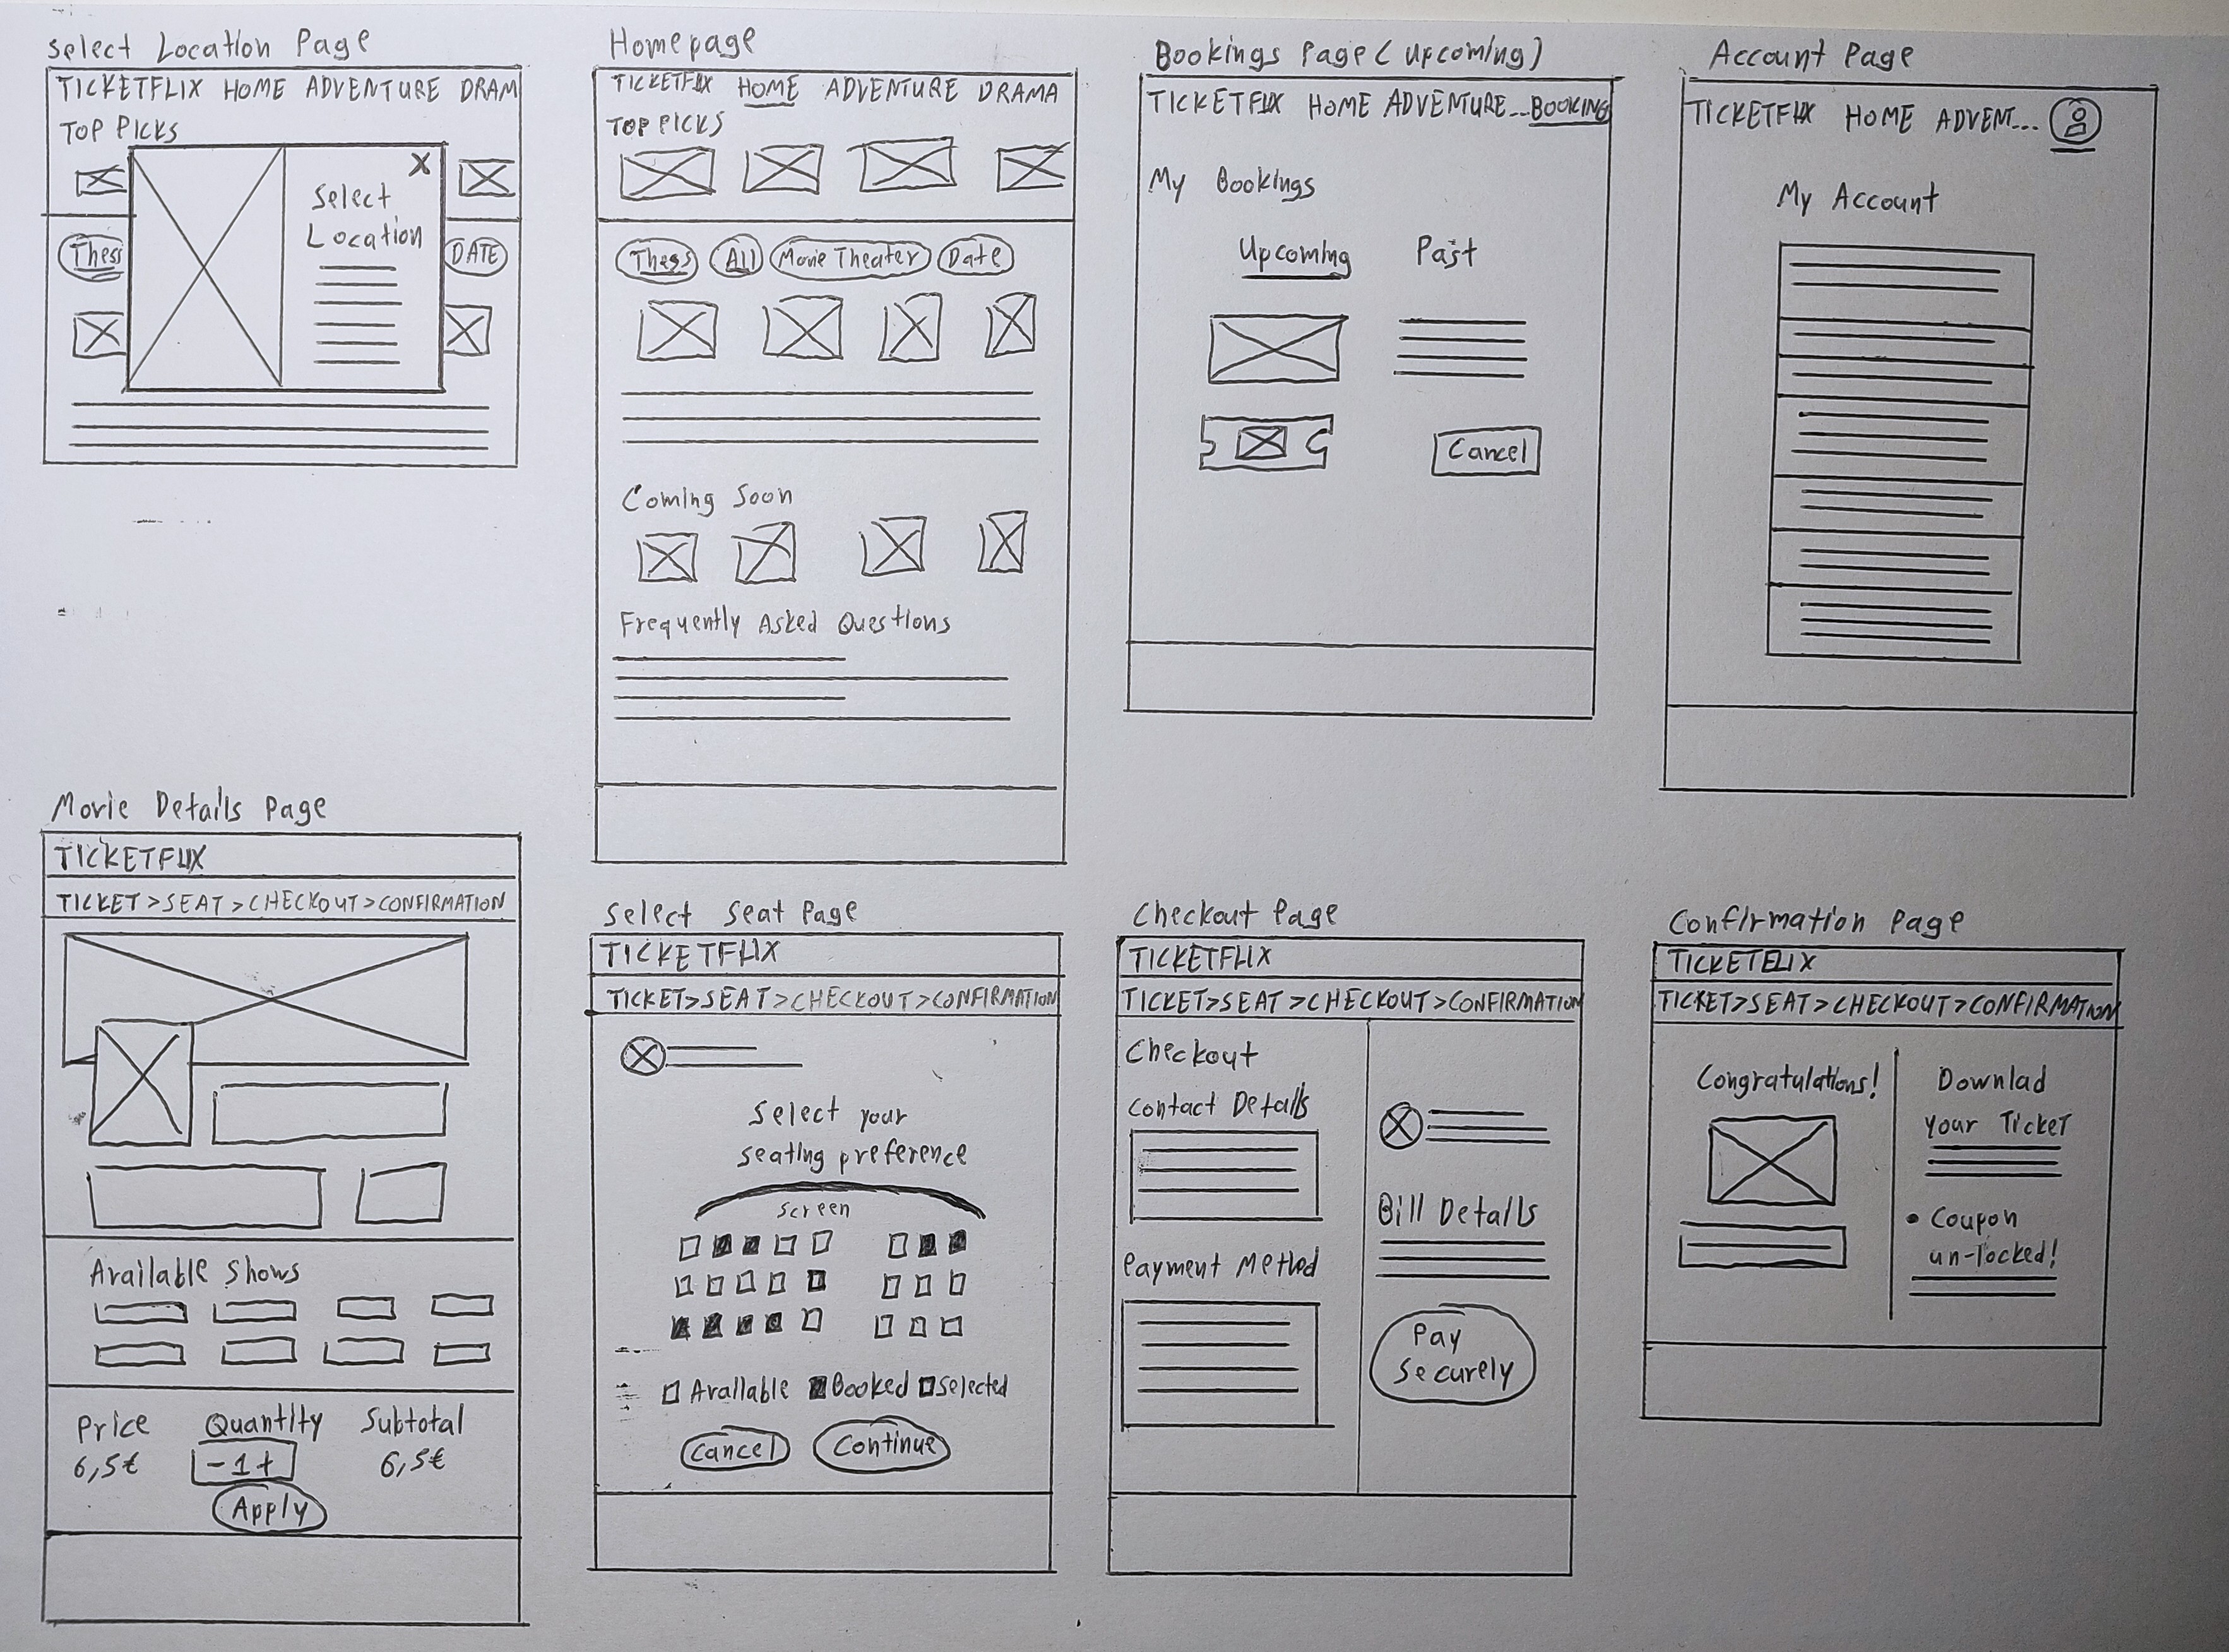 Select Location Page
TICKETFLIX HOME ADVENTURE DRAM
TOP PICKS
X
Select
Location
Thess
DATE
Homepage
TICKETFLIX HOME ADVENTURE DRAMA
TOP PICKS
Thess All Movie Theater Date
Coming Soon
Frequently Asked Questions
Bookings Page (Upcoming)
TICKETFLIX HOME ADVENTURE... BOOKING
My Bookings
Upcoming Past
Cancel
Account Page
TICKETFLIX HOME ADVENT...
My Account
Movie Details Page
TICKETFLIX
TICKET>SEAT>CHECKOUT>CONFIRMATION
Available Shows
Price Quantity Subtotal
6,5€ -1+ 6,5€
Apply
Select Seat Page
TICKETFLIX
TICKET>SEAT>CHECKOUT>CONFIRMATION
Select your
seating preference
Screen
Available Booked Selected
Cancel Continue
Checkout Page
TICKETFLIX
TICKET>SEAT>CHECKOUT>CONFIRMATION
Checkout
Contact Details
Payment Methd
Bill Details
Pay
Securely
Confirmation Page
TICKETFLIX
TICKET>SEAT>CHECKOUT>CONFIRMATION
Congratulations!
Downlad
your Ticket
• Coupon
un-locked!